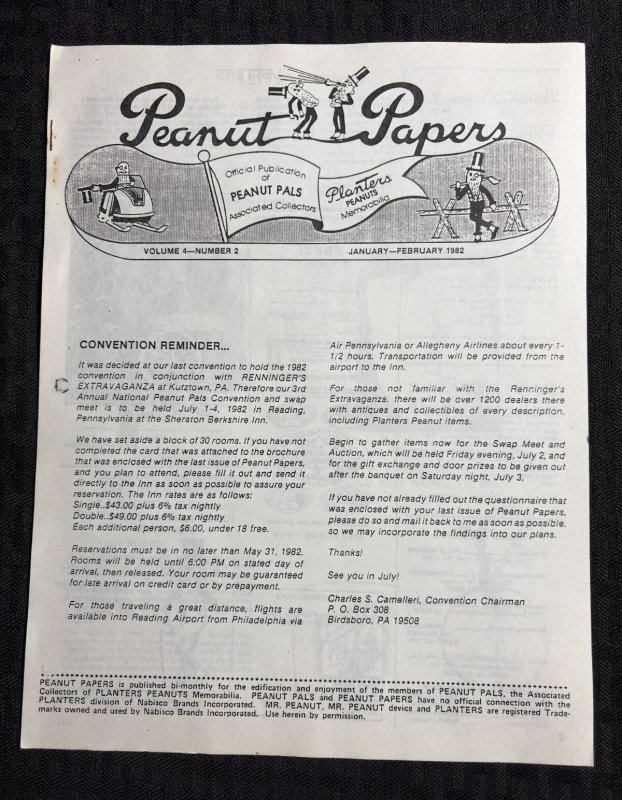 Peanut Papers
Official Publication
of
PEANUT PALS
Associated Collectors
Planters
PEANUTS
Memorabilia
VOLUME 4—NUMBER 2
JANUARY—FEBRUARY 1982
CONVENTION REMINDER...
It was decided at our last convention to hold the 1982
convention in conjunction with RENNINGER'S
EXTRAVAGANZA at Kutztown, PA. Therefore our 3rd
Annual National Peanut Pals Convention and swap
meet is to be held July 1-4, 1982 in Reading,
Pennsylvania at the Sheraton Berkshire Inn.
We have set aside a block of 30 rooms. If you have not
completed the card that was attached to the brochure
that was enclosed with the last issue of Peanut Papers,
and you plan to attend, please fill it out and send it
directly to the Inn as soon as possible to assure your
reservation. The Inn rates are as follows:
Single..$43.00 plus 6% tax nightly
Double..$49.00 plus 6% tax nightly
Each additional person, $6.00, under 18 free.
Reservations must be in no later than May 31, 1982.
Rooms will be held until 6:00 PM on stated day of
arrival, then released. Your room may be guaranteed
for late arrival on credit card or by prepayment.
For those traveling a great distance, flights are
available into Reading Airport from Philadelphia via
Air Pennsylvania or Allegheny Airlines about every 1-
1/2 hours. Transportation will be provided from the
airport to the Inn.
For those not familiar with the Renninger's
Extravaganza, there will be over 1200 dealers there
with antiques and collectibles of every description,
including Planters Peanut items.
Begin to gather items now for the Swap Meet and
Auction, which will be held Friday evening, July 2, and
for the gift exchange and door prizes to be given out
after the banquet on Saturday night, July 3.
If you have not already filled out the questionnaire that
was enclosed with your last issue of Peanut Papers,
please do so and mail it back to me as soon as possible,
so we may incorporate the findings into our plans.
Thanks!
See you in July!
Charles S. Camelleri, Convention Chairman
P. O. Box 308
Birdsboro, PA 19508
PEANUT PAPERS is published bi-monthly for the edification and enjoyment of the members of PEANUT PALS, the Associated
Collectors of PLANTERS PEANUTS Memorabilia. PEANUT PALS and PEANUT PAPERS have no official connection with the
PLANTERS division of Nabisco Brands Incorporated. MR. PEANUT, MR. PEANUT device and PLANTERS are registered Trade-
marks owned and used by Nabisco Brands Incorporated. Use herein by permission.